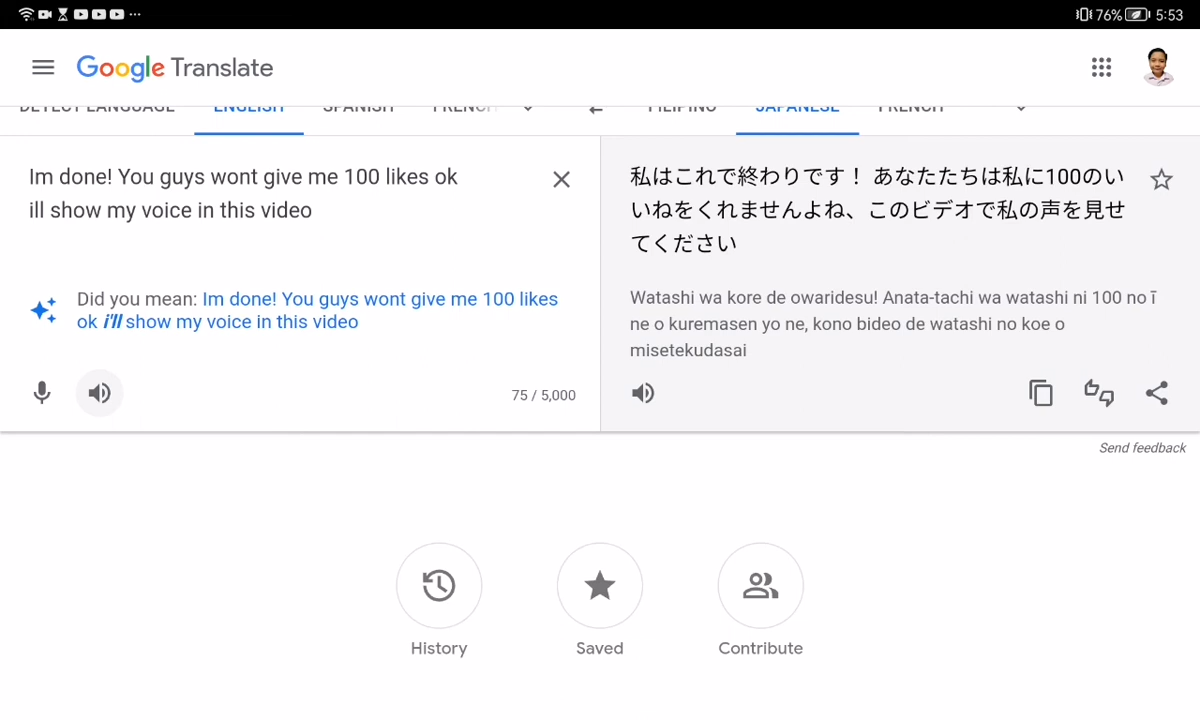 76% 5:53
Google Translate
DETECT LANGUAGE ENGLISH SPANISH FRENCH FILIPINO JAPANESE FRENCH
Im done! You guys wont give me 100 likes ok
ill show my voice in this video
Did you mean: Im done! You guys wont give me 100 likes
ok i'll show my voice in this video
75 / 5,000
私はこれで終わりです！ あなたたちは私に100のい
いねをくれませんよね、このビデオで私の声を見せ
てください
Watashi wa kore de owaridesu! Anata-tachi wa watashi ni 100 no ī
ne o kuremasen yo ne, kono bideo de watashi no koe o
misetekudasai
Send feedback
History Saved Contribute